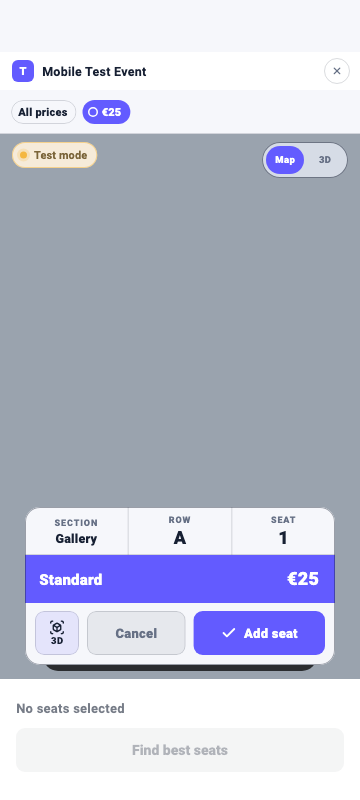 T Mobile Test Event
All prices €25
Test mode
Map 3D
SECTION ROW SEAT
Gallery A 1
Standard €25
3D Cancel Add seat
No seats selected
Find best seats